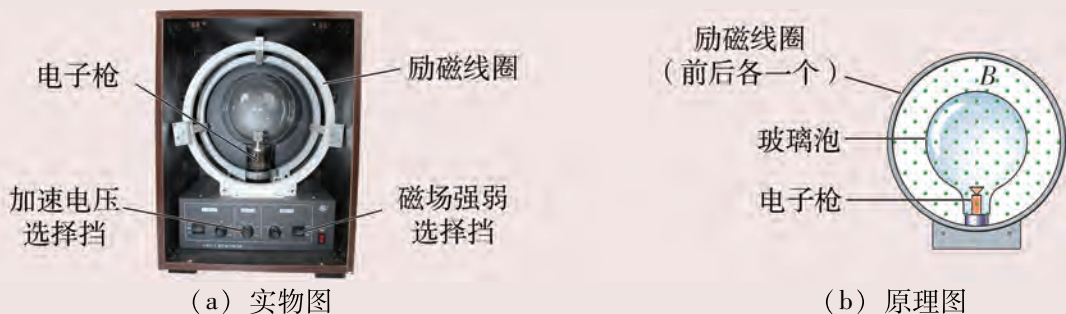 电子枪
励磁线圈
加速电压
选择挡
磁场强弱
选择挡
(a) 实物图
励磁线圈
(前后各一个)
B
玻璃泡
电子枪
(b) 原理图